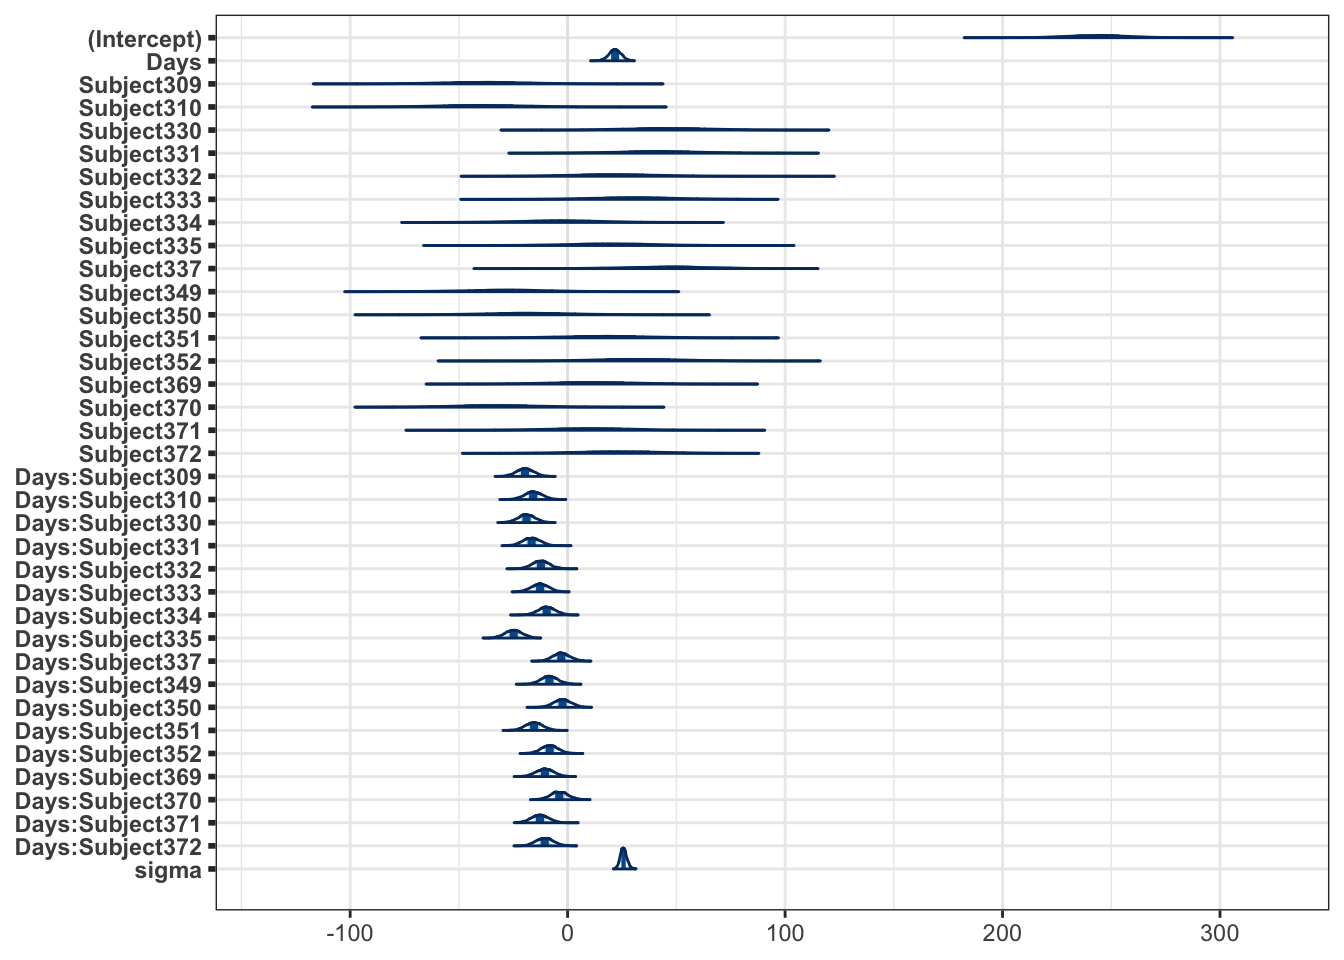 (Intercept)
Days
Subject309
Subject310
Subject330
Subject331
Subject332
Subject333
Subject334
Subject335
Subject337
Subject349
Subject350
Subject351
Subject352
Subject369
Subject370
Subject371
Subject372
Days:Subject309
Days:Subject310
Days:Subject330
Days:Subject331
Days:Subject332
Days:Subject333
Days:Subject334
Days:Subject335
Days:Subject337
Days:Subject349
Days:Subject350
Days:Subject351
Days:Subject352
Days:Subject369
Days:Subject370
Days:Subject371
Days:Subject372
sigma
-100 0 100 200 300